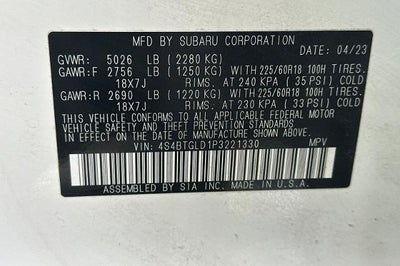 MFD BY SUBARU CORPORATION DATE: 04/23
GVWR: 5026 LB (2280 KG)
GAWR:F 2756 LB (1250 KG) WITH 225/60R18 100H TIRES.
18X7J RIMS. AT 240 KPA (35 PSI) COLD
GAWR:R 2690 LB (1220 KG) WITH 225/60R18 100H TIRES.
18X7J RIMS. AT 230 KPA (33 PSI) COLD
THIS VEHICLE CONFORMS TO ALL APPLICABLE FEDERAL MOTOR
VEHICLE SAFETY, BUMPER, AND THEFT PREVENTION STANDARDS
IN EFFECT ON THE DATE OF MANUFACTURE SHOWN ABOVE.
VIN: 4S4BTGLD1P3221330 MPV
ASSEMBLED BY SIA INC. MADE IN U.S.A.